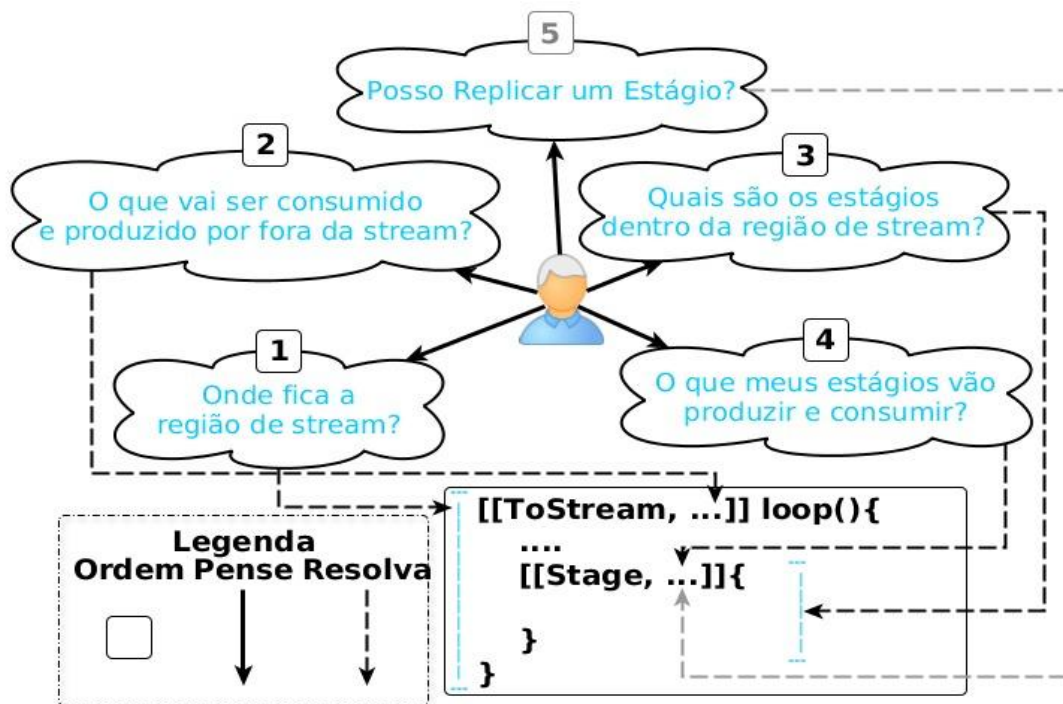 5
Posso Replicar um Estágio?
2
O que vai ser consumido
e produzido por fora da stream?
3
Quais são os estágios
dentro da região de stream?
1
Onde fica a
região de stream?
4
O que meus estágios vão
produzir e consumir?
Legenda
Ordem Pense Resolva
[[ToStream, ...]] loop(){
....
[[Stage, ...]]{
}
}